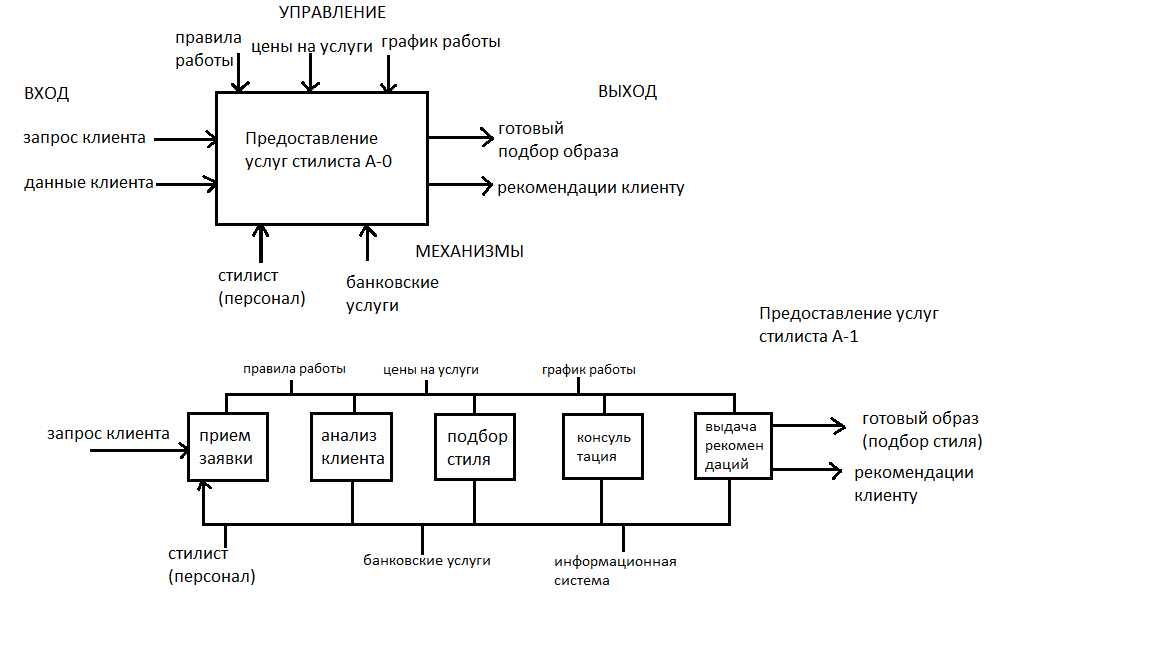 УПРАВЛЕНИЕ
правила
работы
цены на услуги
график работы
ВХОД
ВЫХОД
запрос клиента
данные клиента
Предоставление
услуг стилиста А-0
готовый
подбор образа
рекомендации клиенту
МЕХАНИЗМЫ
стилист
(персонал)
банковские
услуги
Предоставление услуг
стилиста А-1
правила работы
цены на услуги
график работы
запрос клиента
прием
заявки
анализ
клиента
подбор
стиля
консуль
тация
выдача
рекомен
даций
готовый образ
(подбор стиля)
рекомендации
клиенту
стилист
(персонал)
банковские услуги
информационная
система